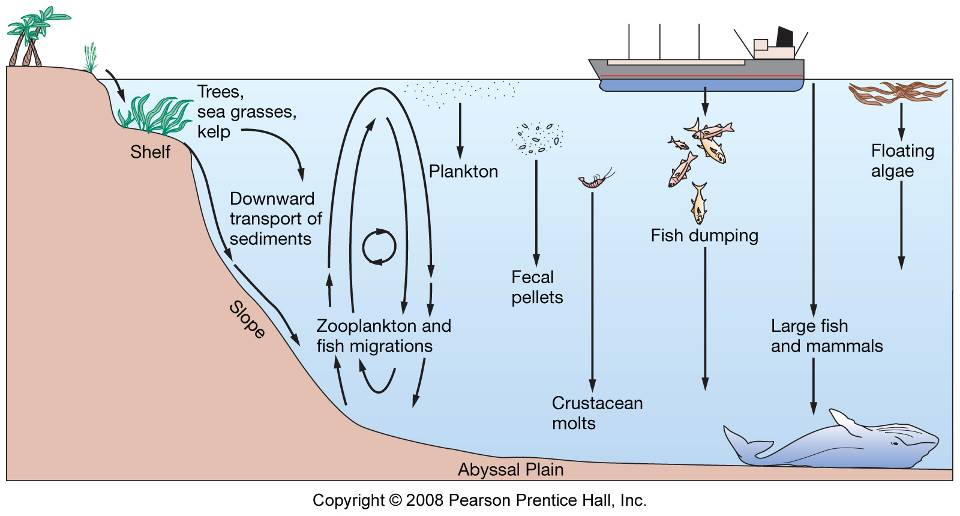 Trees,
sea grasses,
kelp
Shelf
Downward
transport of
sediments
Slope
Zooplankton and
fish migrations
Plankton
Fecal
pellets
Crustacean
molts
Fish dumping
Large fish
and mammals
Floating
algae
Abyssal Plain
Copyright © 2008 Pearson Prentice Hall, Inc.